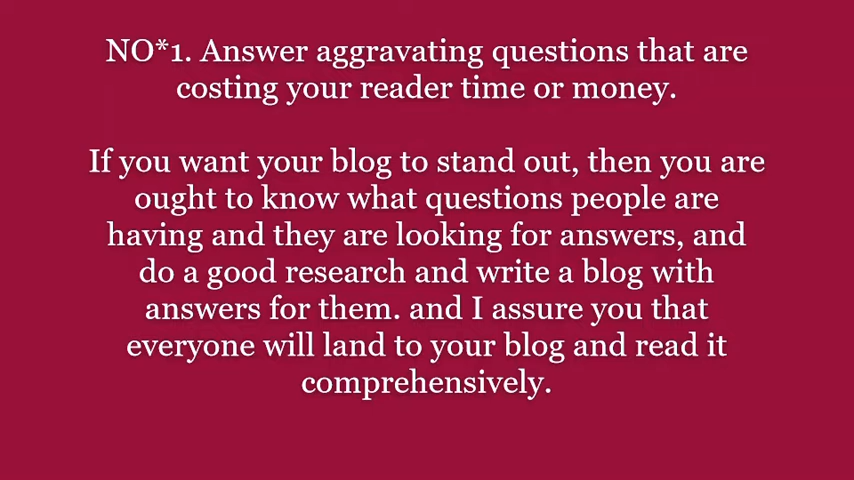 NO*1. Answer aggravating questions that are
costing your reader time or money.
If you want your blog to stand out, then you are
ought to know what questions people are
having and they are looking for answers, and
do a good research and write a blog with
answers for them. and I assure you that
everyone will land to your blog and read it
comprehensively.